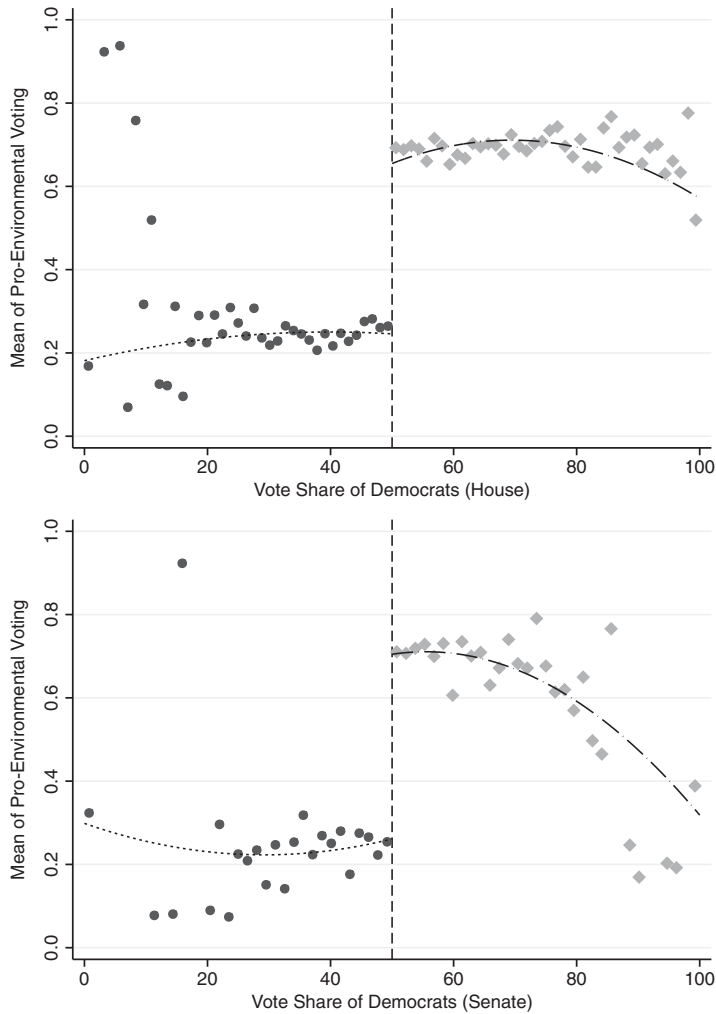 1.0
0.8
0.6
0.4
0.2
0.0
Mean of Pro-Environmental Voting
0 20 40 60 80 100
Vote Share of Democrats (House)
1.0
0.8
0.6
0.4
0.2
0.0
Mean of Pro-Environmental Voting
0 20 40 60 80 100
Vote Share of Democrats (Senate)